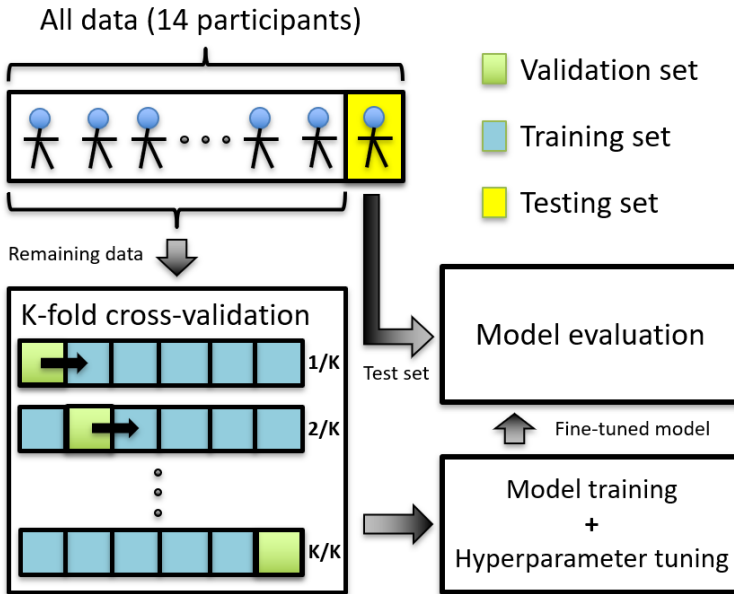 All data (14 participants)
Validation set
Training set
Testing set
Remaining data
K-fold cross-validation
1/K
2/K
K/K
Test set
Model evaluation
Fine-tuned model
Model training
+
Hyperparameter tuning